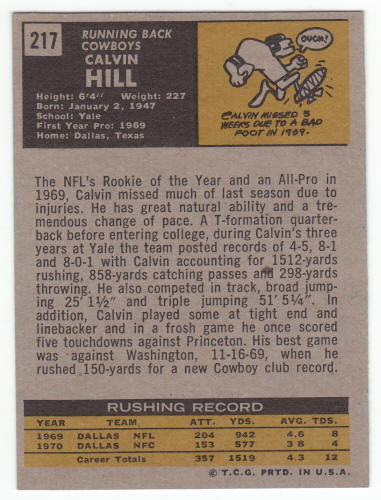 217
RUNNING BACK
COWBOYS
CALVIN
HILL
Height: 6'4" Weight: 227
Born: January 2, 1947
School: Yale
First Year Pro: 1969
Home: Dallas, Texas
OUCH!
CALVIN MISSED 3
WEEKS DUE TO A BAD
FOOT IN 1969.
The NFL's Rookie of the Year and an All-Pro in
1969, Calvin missed much of last season due to
injuries. He has great natural ability and a tre-
mendous change of pace. A T-formation quarter-
back before entering college, during Calvin's three
years at Yale the team posted records of 4-5, 8-1
and 8-0-1 with Calvin accounting for 1512-yards
rushing, 858-yards catching passes and 298-yards
throwing. He also competed in track, broad jump-
ing 25' 1½" and triple jumping 51' 5¼". In
addition, Calvin played some at tight end and
linebacker and in a frosh game he once scored
five touchdowns against Princeton. His best game
was against Washington, 11-16-69, when he
rushed 150-yards for a new Cowboy club record.
RUSHING RECORD
YEAR TEAM ATT. YDS. AVG. TDS.
1969 DALLAS NFL 204 942 4.6 8
1970 DALLAS NFC 153 577 3 8 4
Career Totals 357 1519 4.3 12
© T.C.G. PRTD. IN U.S.A.